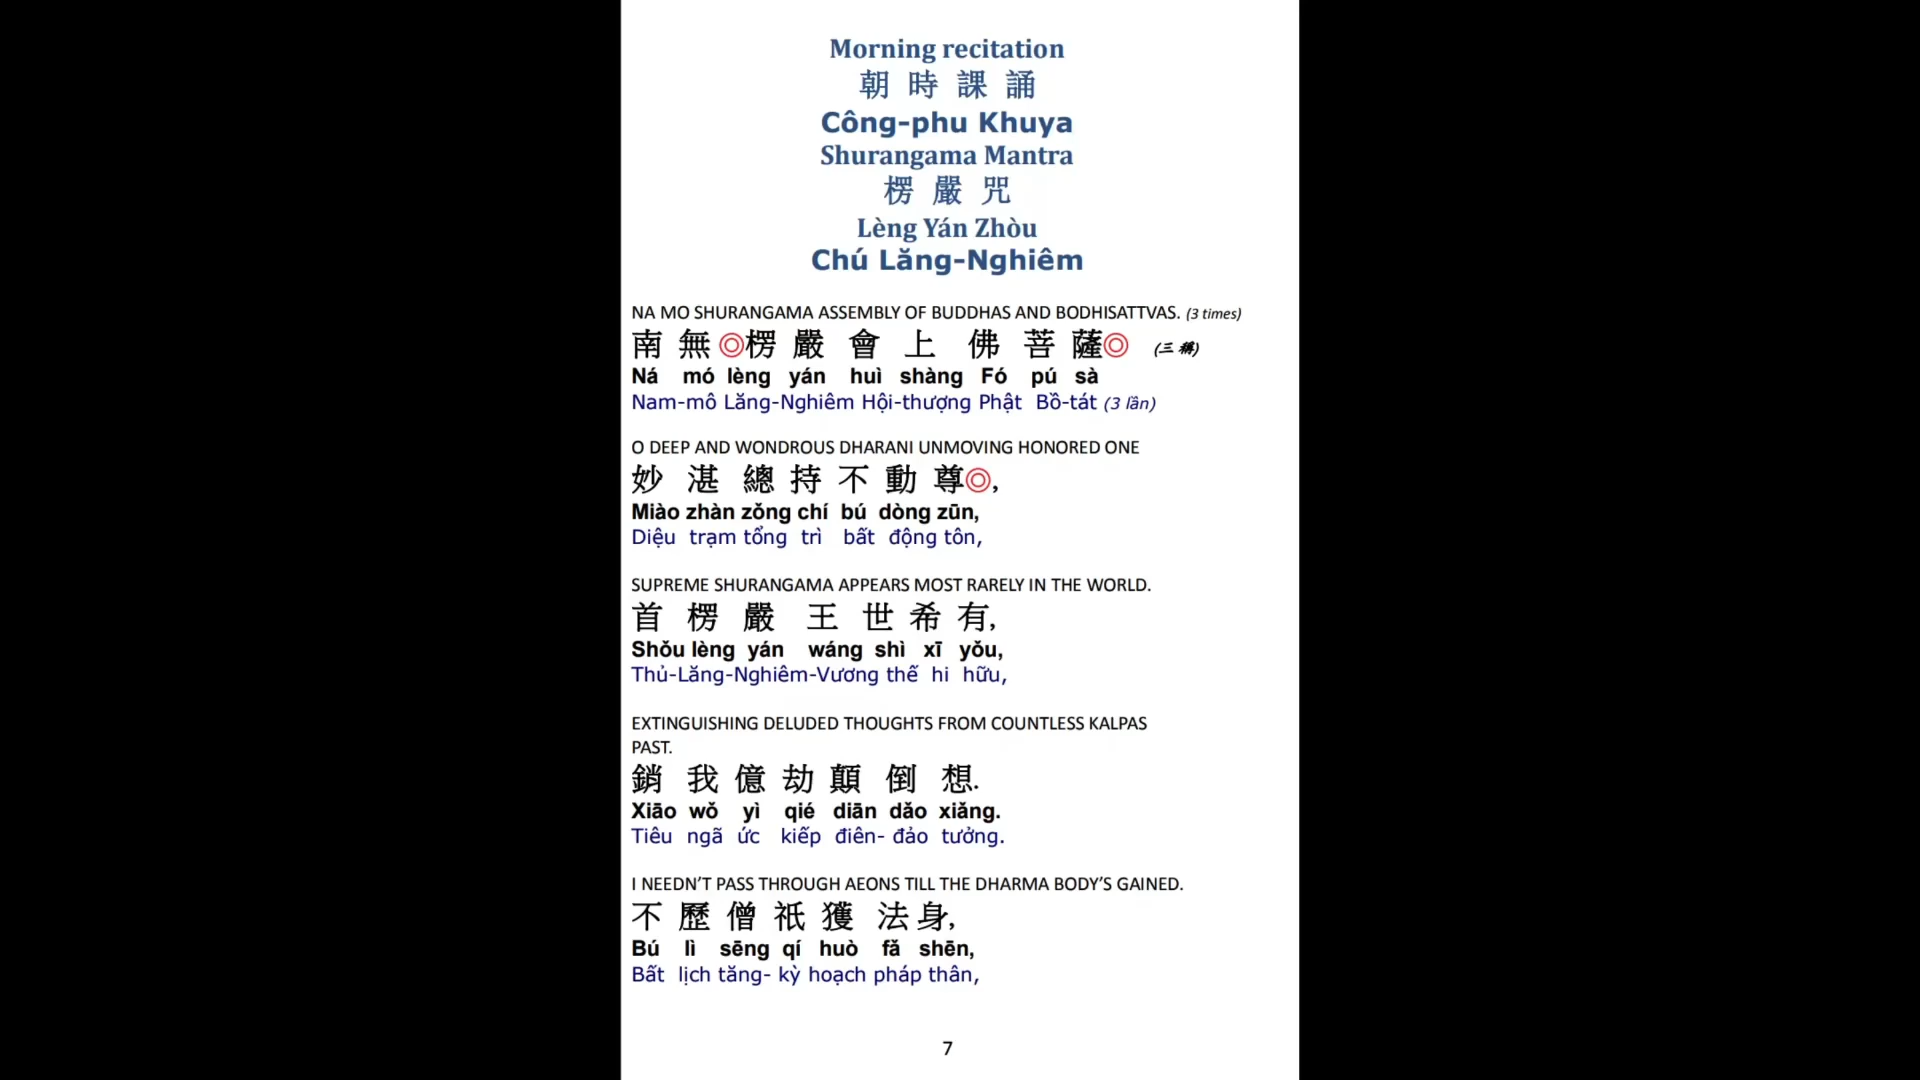 Morning recitation
朝 時 課 誦
Công-phu Khuya
Shurangama Mantra
楞 嚴 咒
Lèng Yán Zhòu
Chú Lăng-Nghiêm
NA MO SHURANGAMA ASSEMBLY OF BUDDHAS AND BODHISATTVAS. (3 times)
南 無 ◎楞 嚴 會 上 佛 菩 薩◎ (三 稱)
Ná mó lèng yán huì shàng Fó pú sà
Nam-mô Lăng-Nghiêm Hội-thượng Phật Bồ-tát (3 lần)
O DEEP AND WONDROUS DHARANI UNMOVING HONORED ONE
妙 湛 總 持 不 動 尊◎,
Miào zhàn zǒng chí bú dòng zūn,
Diệu trạm tổng trì bất động tôn,
SUPREME SHURANGAMA APPEARS MOST RARELY IN THE WORLD.
首 楞 嚴 王 世 希 有,
Shǒu lèng yán wáng shì xī yǒu,
Thủ-Lăng-Nghiêm-Vương thế hi hữu,
EXTINGUISHING DELUDED THOUGHTS FROM COUNTLESS KALPAS
PAST.
銷 我 億 劫 顛 倒 想.
Xiāo wǒ yì qié diān dǎo xiǎng.
Tiêu ngã ức kiếp điên- đảo tưởng.
I NEEDN’T PASS THROUGH AEONS TILL THE DHARMA BODY’S GAINED.
不 歷 僧 祇 獲 法 身,
Bú lì sēng qí huò fǎ shēn,
Bất lịch tăng- kỳ hoạch pháp thân,
7